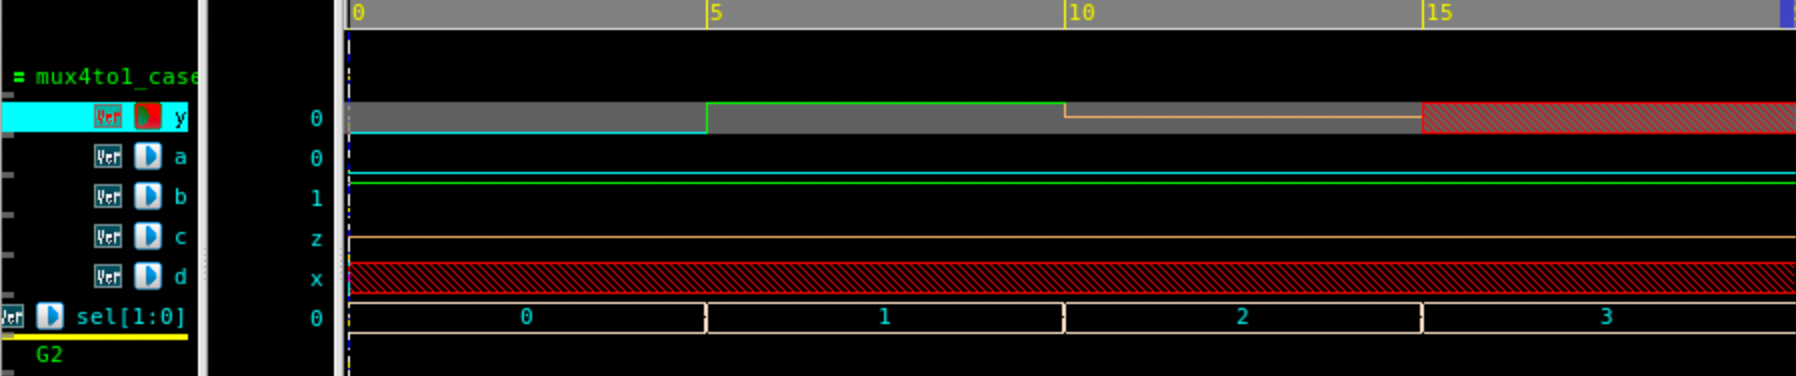 0 5 10 15
= mux4to1_case
Ver y 0
Ver a 0
Ver b 1
Ver c z
Ver d x
Ver sel[1:0] 0 0 1 2 3
G2